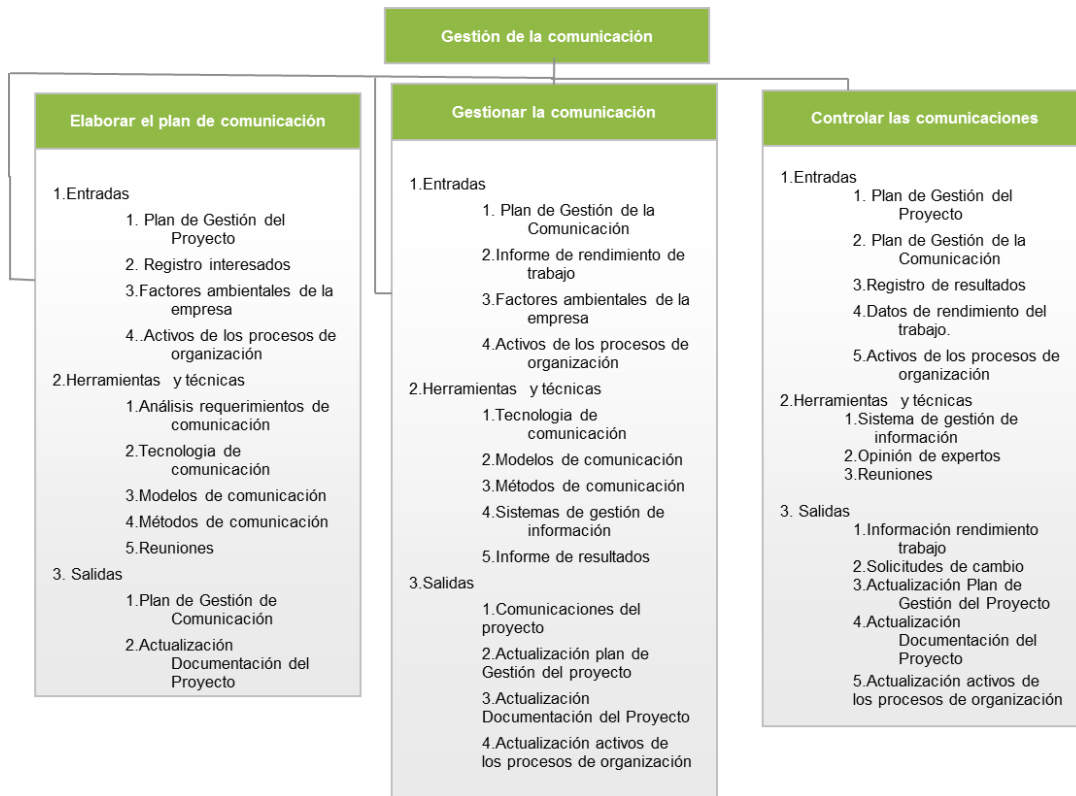 Gestión de la comunicación
Elaborar el plan de comunicación
1.Entradas
1. Plan de Gestión del
Proyecto
2. Registro interesados
3.Factores ambientales de la
empresa
4..Activos de los procesos de
organización
2.Herramientas y técnicas
1.Análisis requerimientos de
comunicación
2.Tecnologia de
comunicación
3.Modelos de comunicación
4.Métodos de comunicación
5.Reuniones
3. Salidas
1.Plan de Gestión de
Comunicación
2.Actualización
Documentación del
Proyecto
Gestionar la comunicación
1.Entradas
1. Plan de Gestión de la
Comunicación
2.Informe de rendimiento de
trabajo
3.Factores ambientales de la
empresa
4.Activos de los procesos de
organización
2.Herramientas y técnicas
1.Tecnologia de
comunicación
2.Modelos de comunicación
3.Métodos de comunicación
4.Sistemas de gestión de
información
5.Informe de resultados
3.Salidas
1.Comunicaciones del
proyecto
2.Actualización plan de
Gestión del proyecto
3.Actualización
Documentación del Proyecto
4.Actualización activos de
los procesos de organización
Controlar las comunicaciones
1.Entradas
1. Plan de Gestión del
Proyecto
2. Plan de Gestión de la
Comunicación
3.Registro de resultados
4.Datos de rendimiento del
trabajo.
5.Activos de los procesos de
organización
2.Herramientas y técnicas
1.Sistema de gestión de
información
2.Opinión de expertos
3.Reuniones
3. Salidas
1.Información rendimiento
trabajo
2.Solicitudes de cambio
3.Actualización Plan de
Gestión del Proyecto
4.Actualización
Documentación del
Proyecto
5.Actualización activos de
los procesos de organización